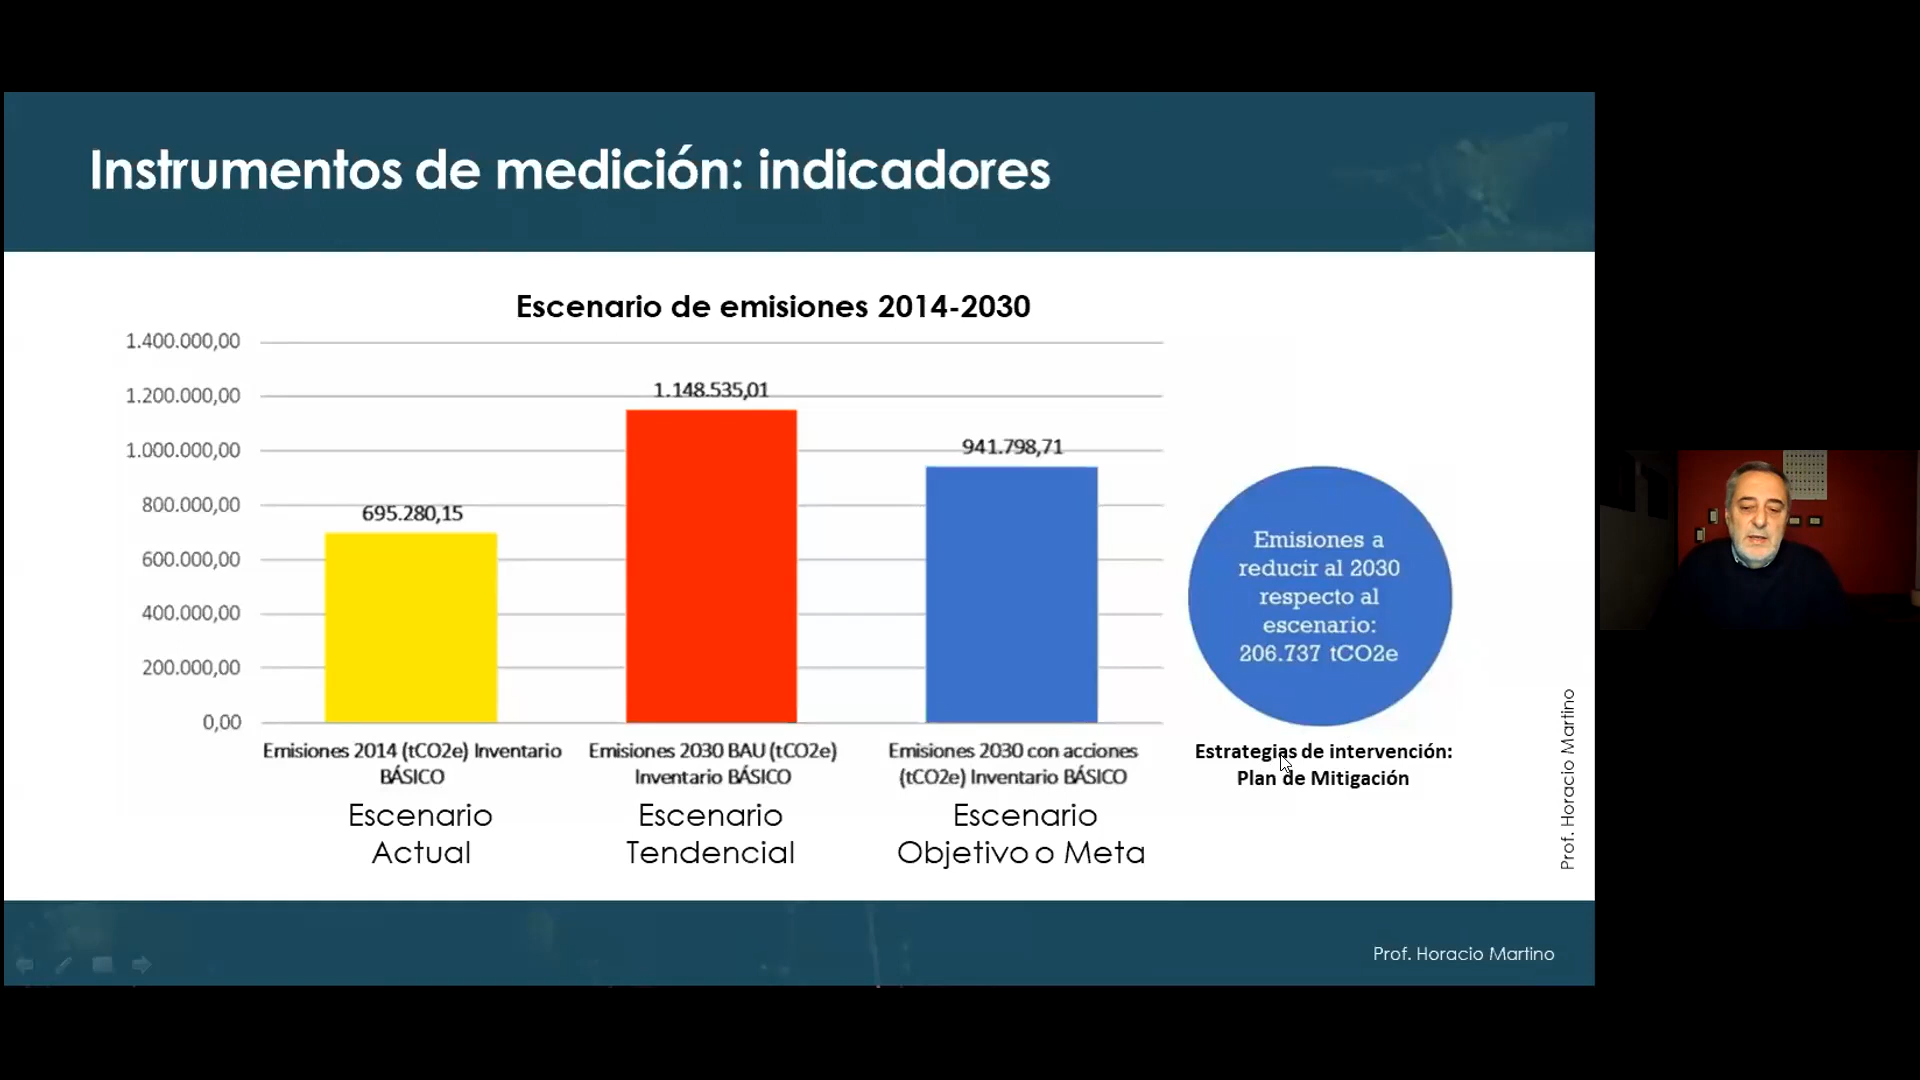 Instrumentos de medición: indicadores
Escenario de emisiones 2014-2030
1.400.000,00
1.200.000,00
1.000.000,00
800.000,00
600.000,00
400.000,00
200.000,00
0,00
695.280,15
1.148.535,01
941.798,71
Emisiones 2014 (tCO2e) Inventario
BÁSICO
Emisiones 2030 BAU (tCO2e)
Inventario BÁSICO
Emisiones 2030 con acciones
(tCO2e) Inventario BÁSICO
Escenario
Actual
Escenario
Tendencial
Escenario
Objetivo o Meta
Emisiones a
reducir al 2030
respecto al
escenario:
206.737 tCO2e
Estrategias de intervención:
Plan de Mitigación
Prof. Horacio Martino
Prof. Horacio Martino